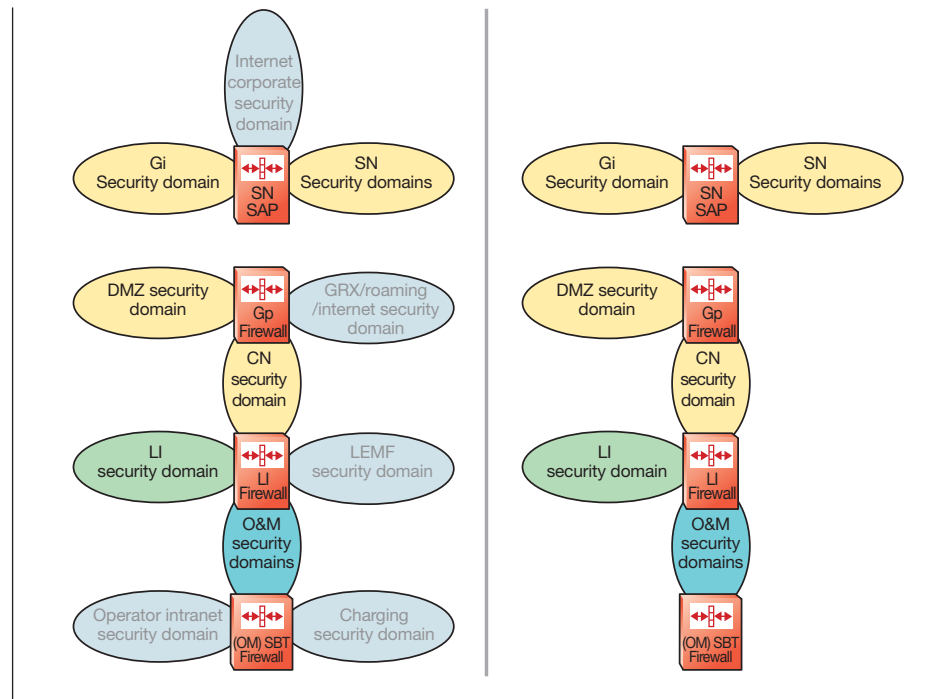 Internet
corporate
security
domain
Gi
Security domain
SN
SAP
SN
Security domains
DMZ security
domain
Gp
Firewall
GRX/roaming
/internet security
domain
CN
security
domain
LI
security domain
LI
Firewall
LEMF
security domain
O&M
security
domains
Operator intranet
security domain
(OM) SBT
Firewall
Charging
security domain
Gi
Security domain
SN
SAP
SN
Security domains
DMZ security
domain
Gp
Firewall
CN
security
domain
LI
security domain
LI
Firewall
O&M
security
domains
(OM) SBT
Firewall